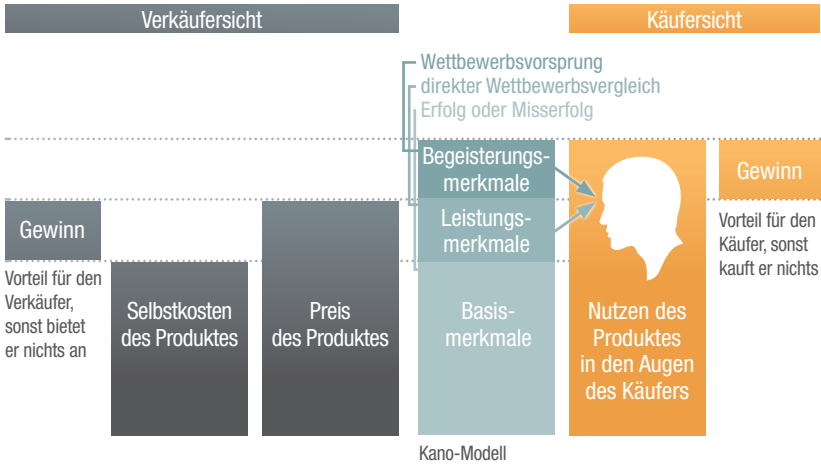 Verkäufersicht
Käufersicht
Wettbewerbsvorsprung
direkter Wettbewerbsvergleich
Erfolg oder Misserfolg
Gewinn
Vorteil für den
Verkäufer,
sonst bietet
er nichts an
Selbstkosten
des Produktes
Preis
des Produktes
Begeisterungs-
merkmale
Leistungs-
merkmale
Basis-
merkmale
Kano-Modell
Nutzen des
Produktes
in den Augen
des Käufers
Gewinn
Vorteil für den
Käufer, sonst
kauft er nichts